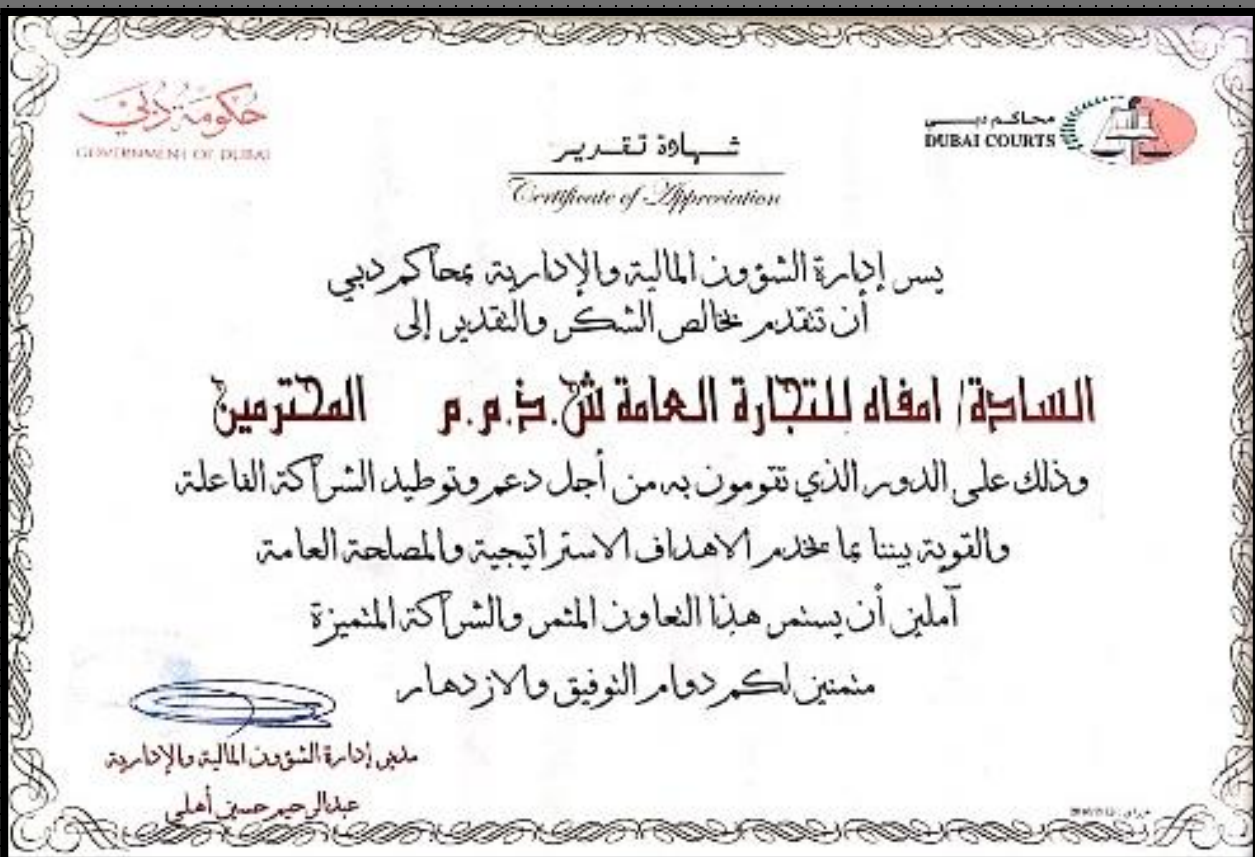 حكومة دبي
GOVERNMENT OF DUBAI
محاكم دبي
DUBAI COURTS
شهادة تقدير
Certificate of Appreciation
يسر إدارة الشؤون المالية والإدارية بمحاكم دبي
أن تتقدم بخالص الشكر والتقدير إلى
السادة/ امفاه للتجارة العامة ش.ذ.م.م المحترمين
وذلك على الدور الذي تقومون به من أجل دعم وتوطيد الشراكة الفاعلة
والقوية بيننا بما يخدم الاهداف الاستراتيجية والمصلحة العامة
آملين أن يستمر هذا التعاون المثمر والشراكة المتميزة
متمنين لكم دوام التوفيق والازدهار
مدير إدارة الشؤون المالية والإدارية
عبدالرحيم حسين أهلي